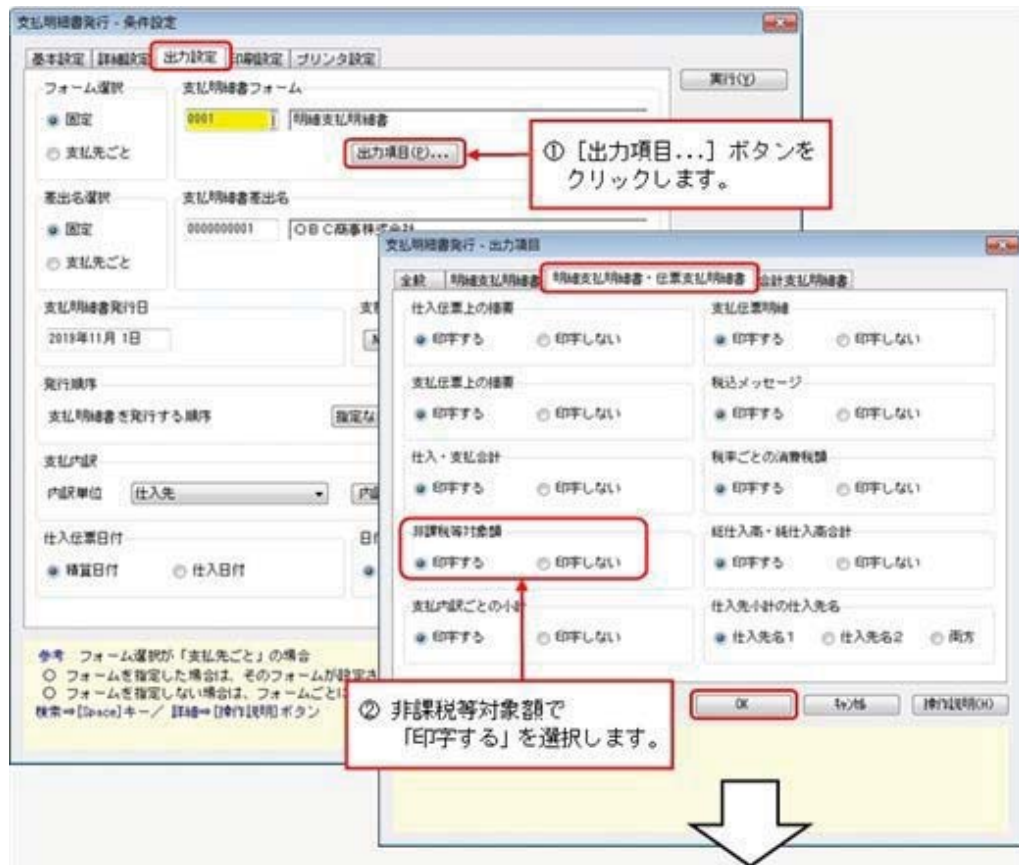 支払明細書発行 - 条件設定
基本設定 詳細設定 出力設定 印刷設定 プリンタ設定
実行(Y)
フォーム選択
固定
支払先ごと
支払明細書フォーム
0001 明細支払明細書
出力項目(P)...
① [出力項目...] ボタンを
クリックします。
差出名選択
固定
支払先ごと
支払明細書差出名
0000000001 OBC商事株式会社
支払明細書発行日
2019年11月 1日
発行順序
支払明細書を発行する順序 指定な
支払内訳
内訳単位 仕入先
仕入伝票日付
精算日付 仕入日付
参考 フォーム選択が「支払先ごと」の場合
○ フォームを指定した場合は、そのフォームが設定さ
○ フォームを指定しない場合は、フォームごとに
検索⇒[Space]キー/ 詳細⇒[操作説明]ボタン
支払明細書発行 - 出力項目
全般 明細支払明細書 明細支払明細書・伝票支払明細書 合計支払明細書
仕入伝票上の摘要
印字する 印字しない
支払伝票明細
印字する 印字しない
支払伝票上の摘要
印字する 印字しない
税込メッセージ
印字する 印字しない
仕入・支払合計
印字する 印字しない
税率ごとの消費税額
印字する 印字しない
非課税等対象額
印字する 印字しない
総仕入高・純仕入高合計
印字する 印字しない
支払内訳ごとの小計
印字する 印字しない
仕入先小計の仕入先名
仕入先名1 仕入先名2 両方
② 非課税等対象額で
「印字する」を選択します。
OK キャンセル 操作説明(H)